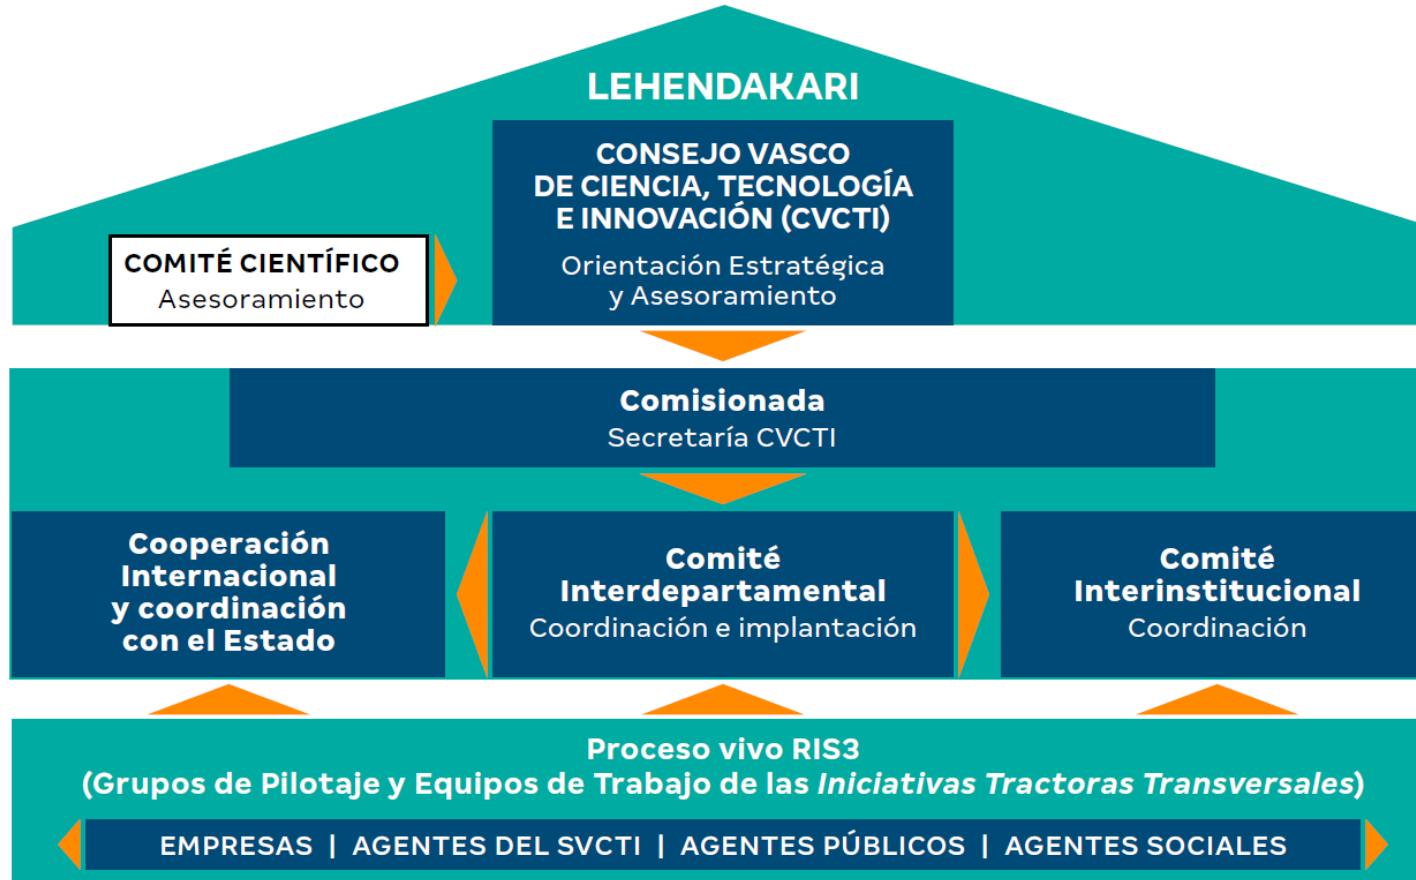 LEHENDAKARI
CONSEJO VASCO
DE CIENCIA, TECNOLOGÍA
E INNOVACIÓN (CVCTI)
Orientación Estratégica
y Asesoramiento
COMITÉ CIENTÍFICO
Asesoramiento
Comisionada
Secretaría CVCTI
Cooperación
Internacional
y coordinación
con el Estado
Comité
Interdepartamental
Coordinación e implantación
Comité
Interinstitucional
Coordinación
Proceso vivo RIS3
(Grupos de Pilotaje y Equipos de Trabajo de las Iniciativas Tractoras Transversales)
EMPRESAS | AGENTES DEL SVCTI | AGENTES PÚBLICOS | AGENTES SOCIALES